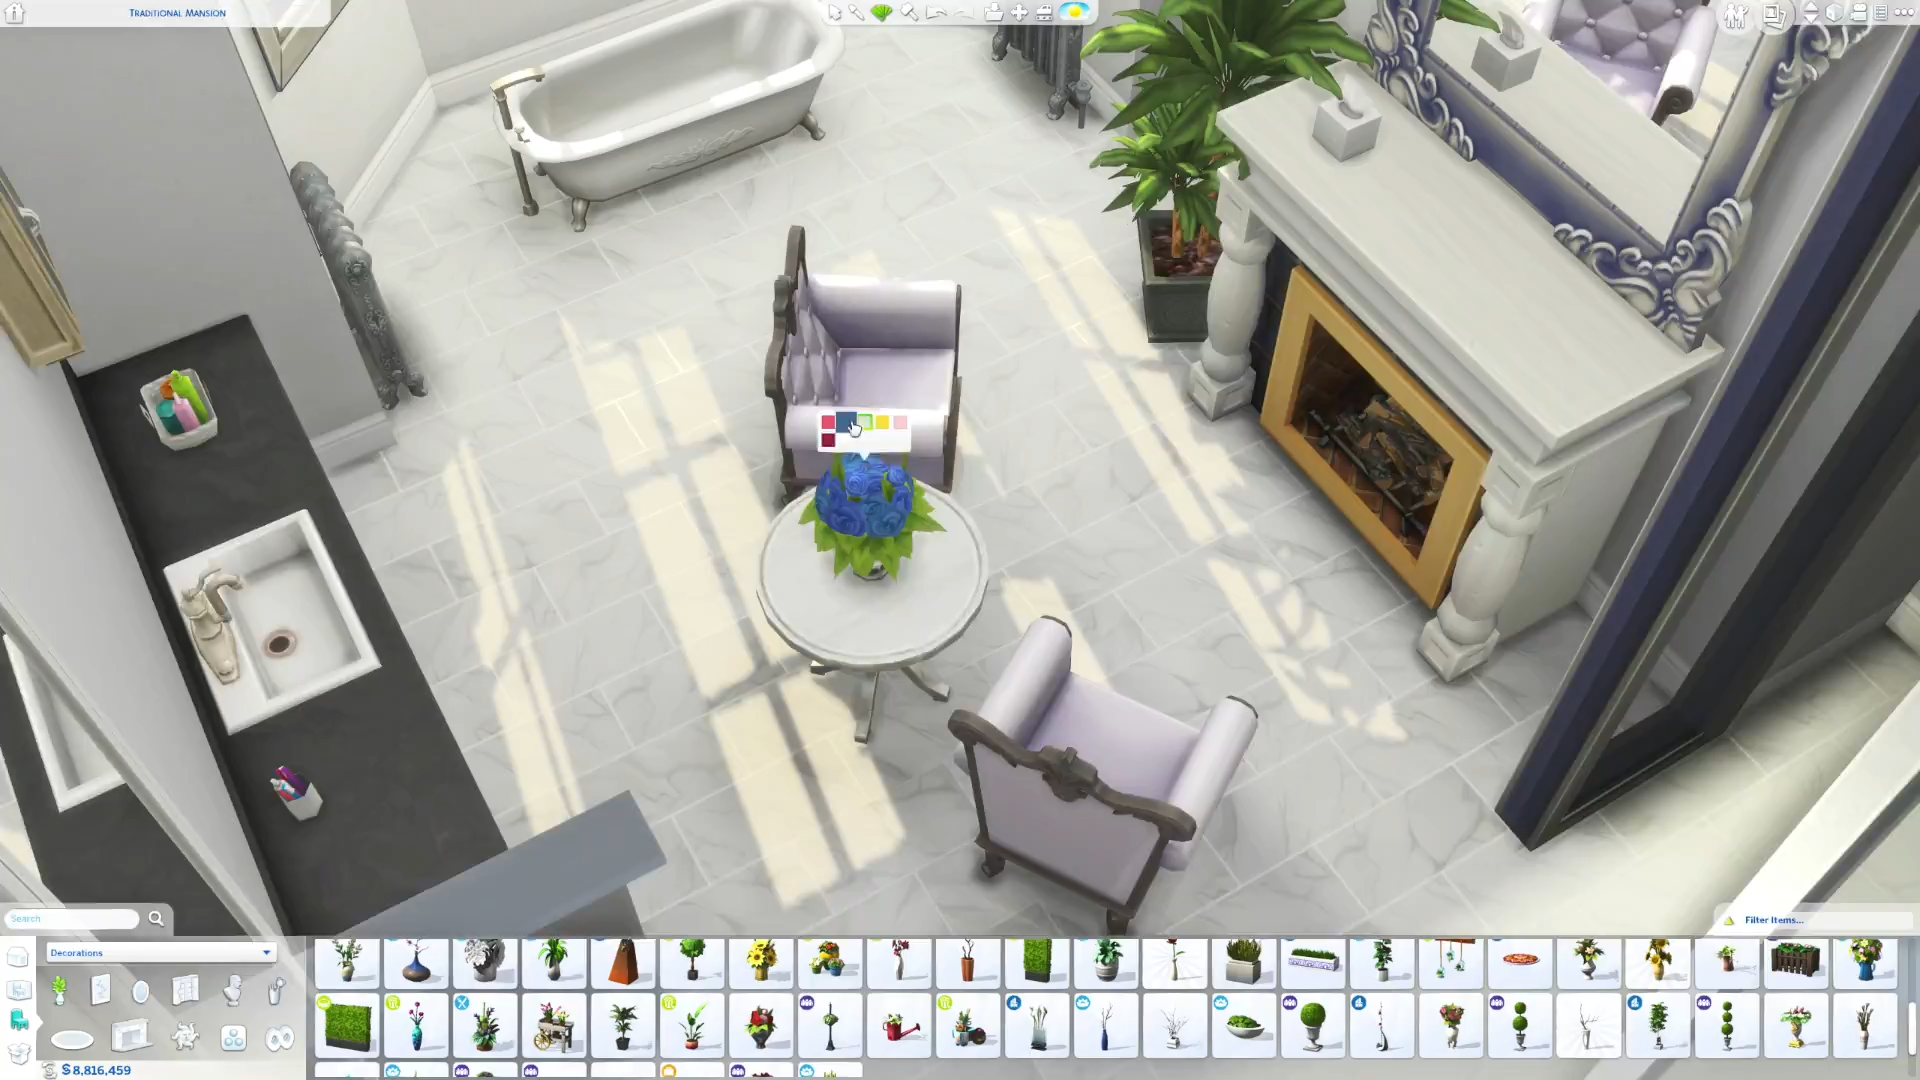 TRADITIONAL MANSION
Search
Filter Items...
Decorations
§8,816,459